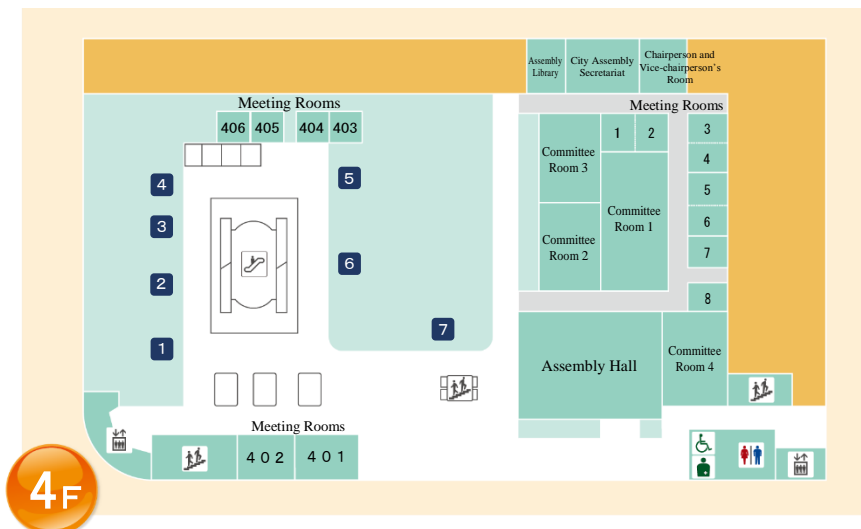 Assembly
Library
City Assembly
Secretariat
Chairperson and
Vice-chairperson's
Room
Meeting Rooms
406
405
404
403
Meeting Rooms
1
2
3
4
5
6
7
8
Committee
Room 3
Committee
Room 2
Committee
Room 1
4
3
2
1
5
6
7
Assembly Hall
Committee
Room 4
Meeting Rooms
402
401
4F